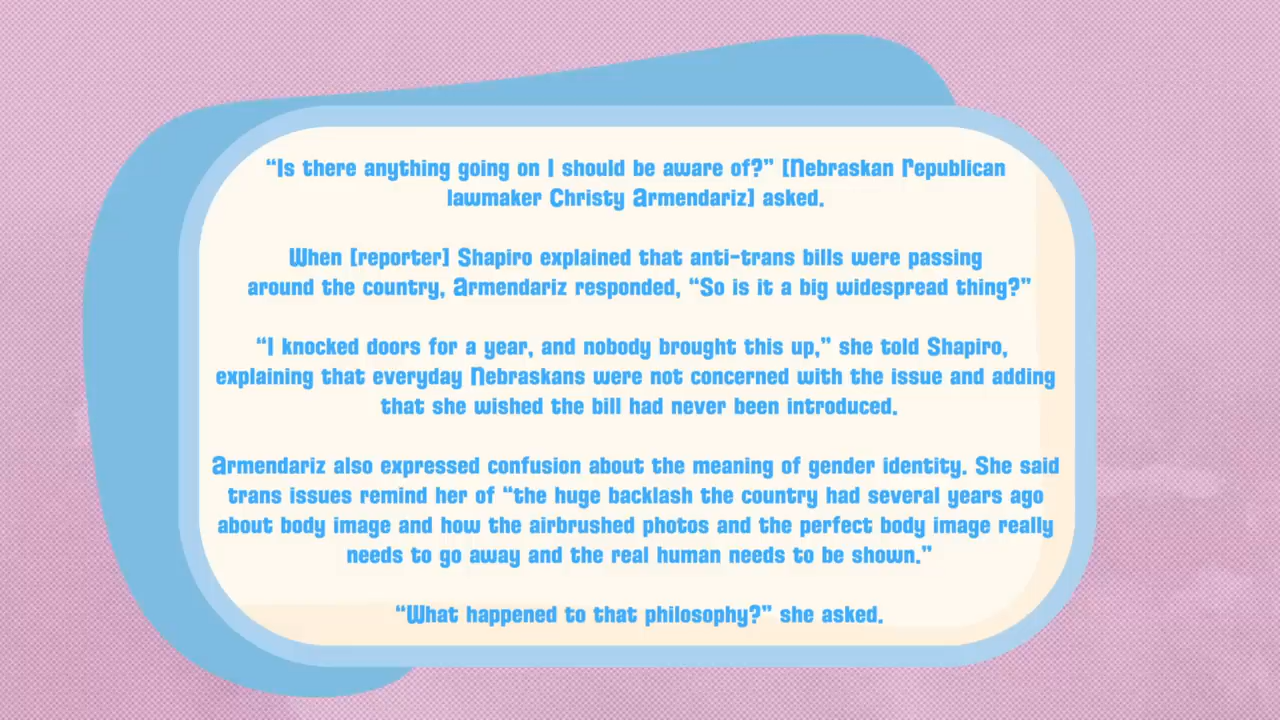 “Is there anything going on I should be aware of?” [Nebraskan Republican
lawmaker Christy Armendariz] asked.
When [reporter] Shapiro explained that anti-trans bills were passing
around the country, Armendariz responded, “So is it a big widespread thing?”
“I knocked doors for a year, and nobody brought this up,” she told Shapiro,
explaining that everyday Nebraskans were not concerned with the issue and adding
that she wished the bill had never been introduced.
Armendariz also expressed confusion about the meaning of gender identity. She said
trans issues remind her of “the huge backlash the country had several years ago
about body image and how the airbrushed photos and the perfect body image really
needs to go away and the real human needs to be shown.”
“What happened to that philosophy?” she asked.